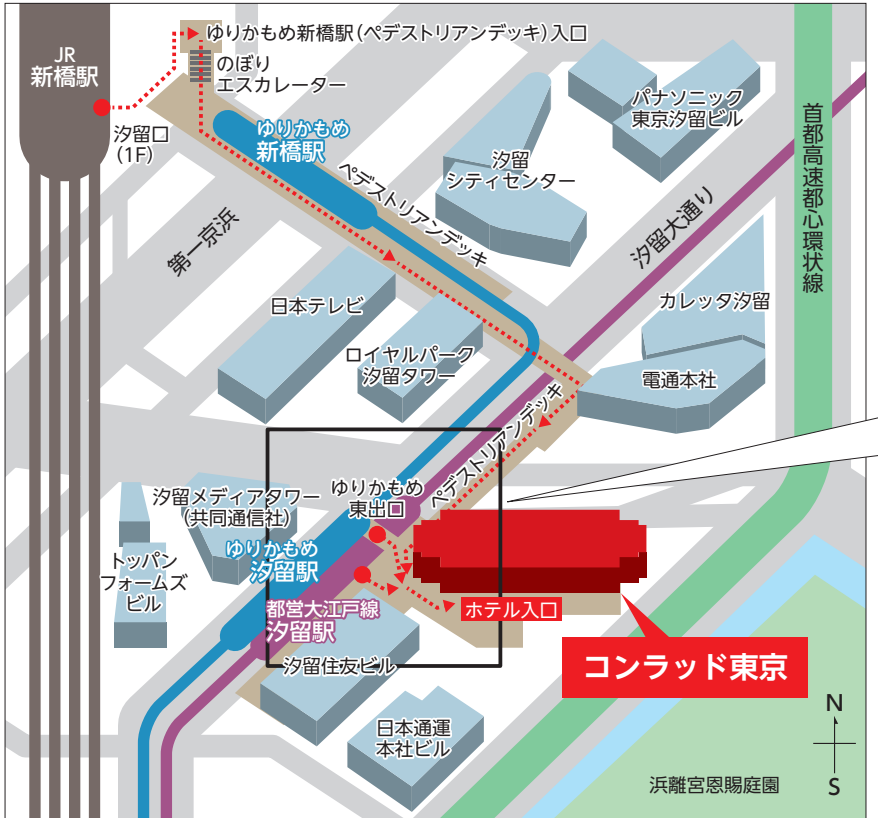 JR
新橋駅
ゆりかもめ新橋駅(ペデストリアンデッキ)入口
のぼり
エスカレーター
汐留口
(1F)
ゆりかもめ
新橋駅
ペデストリアンデッキ
第一京浜
パナソニック
東京汐留ビル
汐留
シティセンター
汐留大通り
首都高速都心環状線
日本テレビ
ロイヤルパーク
汐留タワー
カレッタ汐留
電通本社
ペデストリアンデッキ
汐留メディアタワー
(共同通信社)
ゆりかもめ
東出口
ゆりかもめ
汐留駅
トッパン
フォームズ
ビル
都営大江戸線
汐留駅
ホテル入口
コンラッド東京
汐留住友ビル
日本通運
本社ビル
浜離宮恩賜庭園
N
S